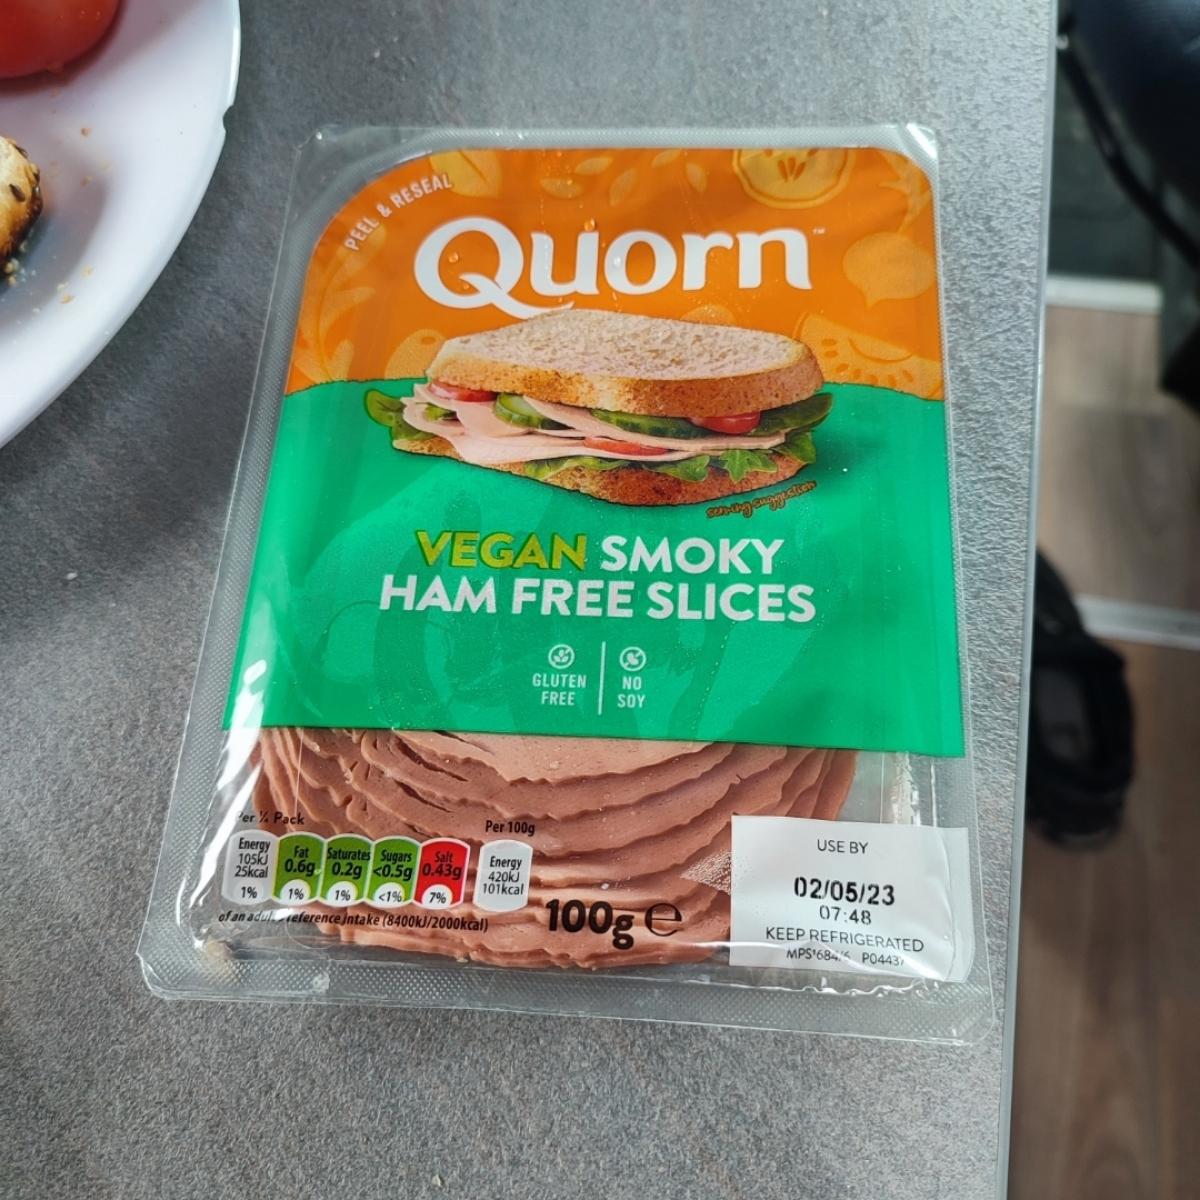 PEEL & RESEAL
Quorn™
serving suggestion
VEGAN SMOKY
HAM FREE SLICES
GLUTEN
FREE
NO
SOY
Per ¼ Pack
Energy
105kJ
25kcal
1%
Fat
0.6g
1%
Saturates
0.2g
1%
Sugars
<0.5g
<1%
Salt
0.43g
7%
Per 100g
Energy
420kJ
101kcal
of an adult reference intake (8400kJ/2000kcal)
100g ℮
USE BY
02/05/23
07:48
KEEP REFRIGERATED